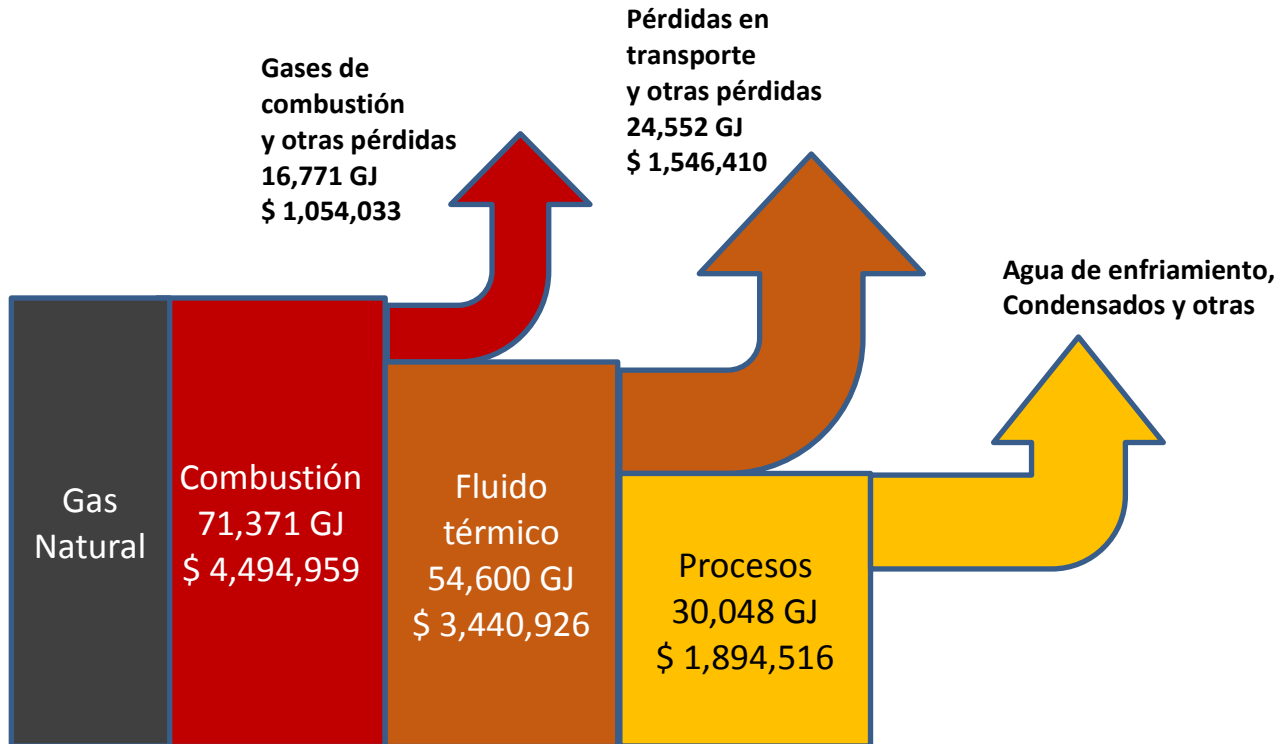 Pérdidas en
transporte
y otras pérdidas
24,552 GJ
$ 1,546,410
Gases de
combustión
y otras pérdidas
16,771 GJ
$ 1,054,033
Agua de enfriamiento,
Condensados y otras
Gas
Natural
Combustión
71,371 GJ
$ 4,494,959
Fluido
térmico
54,600 GJ
$ 3,440,926
Procesos
30,048 GJ
$ 1,894,516